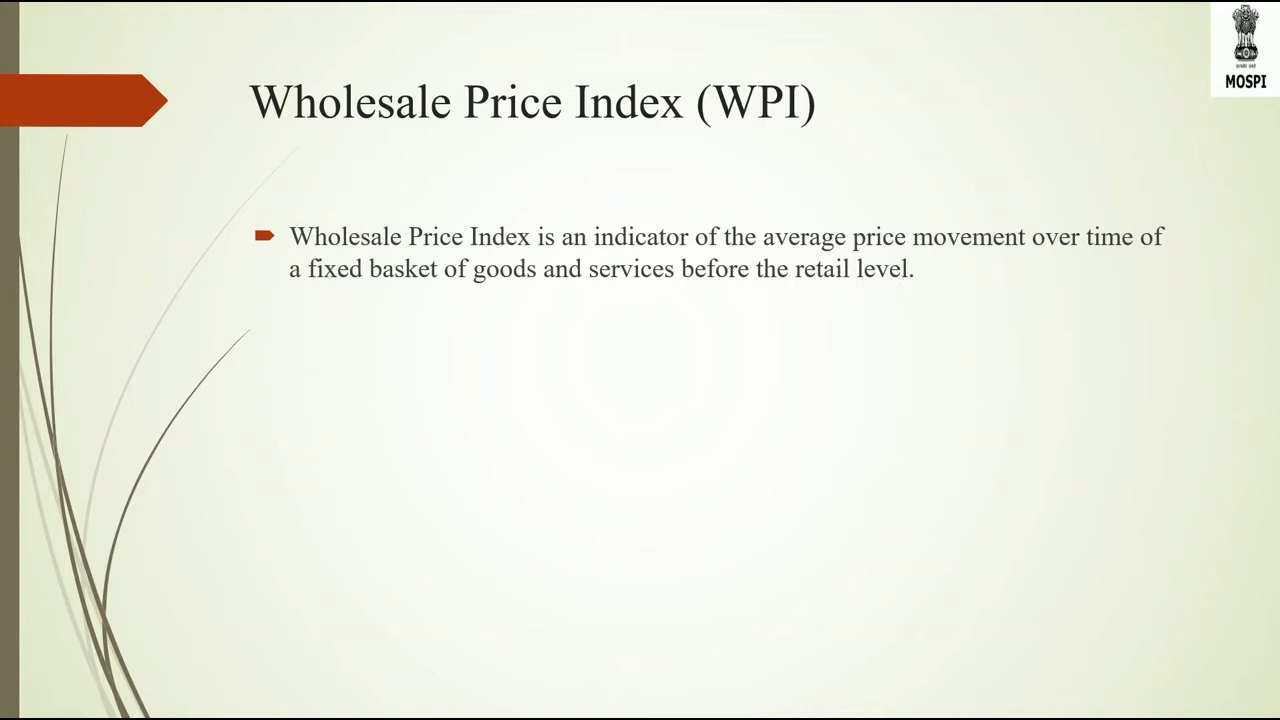 MOSPI
Wholesale Price Index (WPI)
Wholesale Price Index is an indicator of the average price movement over time of
a fixed basket of goods and services before the retail level.